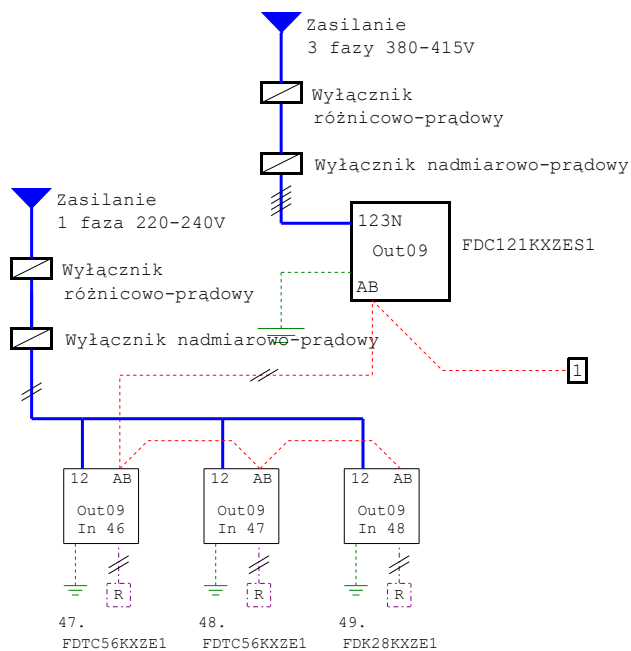 Zasilanie
3 fazy 380-415V
Wyłącznik
różnicowo-prądowy
Wyłącznik nadmiarowo-prądowy
Zasilanie
1 faza 220-240V
123N
Out09
AB
FDC121KXZES1
Wyłącznik
różnicowo-prądowy
Wyłącznik nadmiarowo-prądowy
1
12 AB
Out09
In 46
12 AB
Out09
In 47
12 AB
Out09
In 48
R
R
R
47.
FDTC56KXZE1
48.
FDTC56KXZE1
49.
FDK28KXZE1